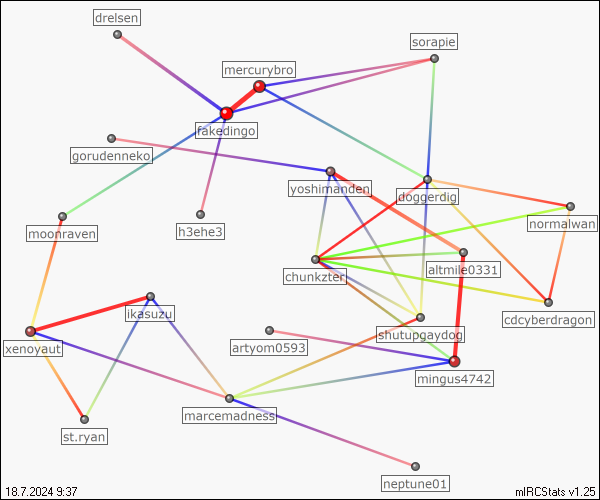 drelsen
sorapie
mercurybro
fakedingo
gorudenneko
yoshimanden
doggerdig
moonraven
h3ehe3
normalwan
chunkzter
altmile0331
ikasuzu
cdcyberdragon
xenoyaut
artyom0593
shutupgaydog
mingus4742
marcemadness
st.ryan
neptune01
18.7.2024 9:37
mIRCStats v1.25